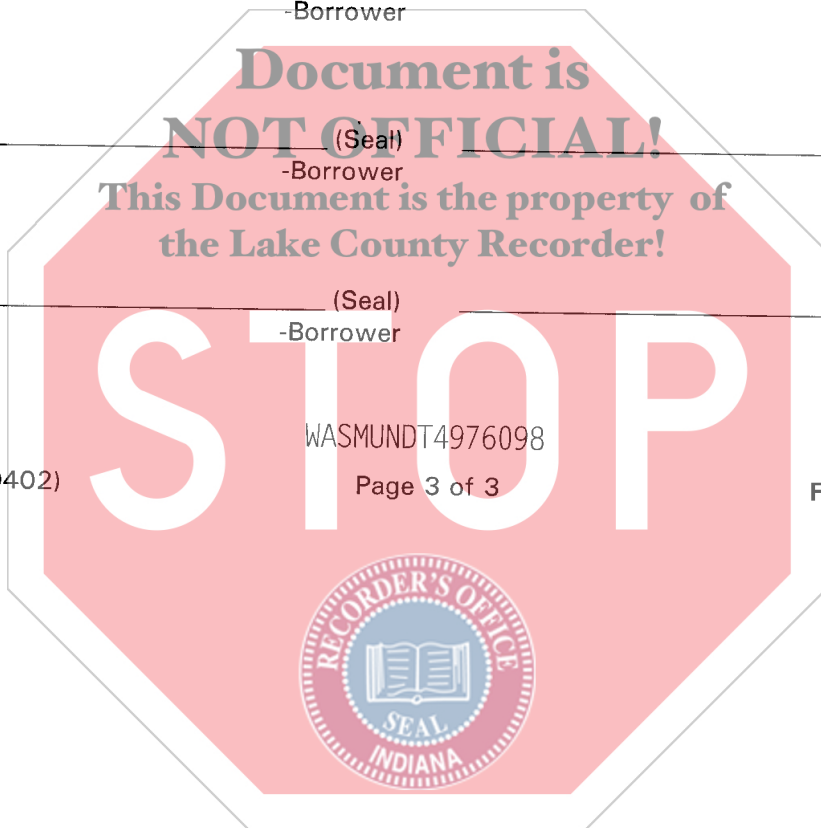 -Borrower
Document is
NOT OFFICIAL!
(Seal)
-Borrower
This Document is the property of
the Lake County Recorder!
(Seal)
-Borrower
STOP
WASMUNDT4976098
402)
Page 3 of 3
F
RECORDER'S OFFICE
SEAL
INDIANA